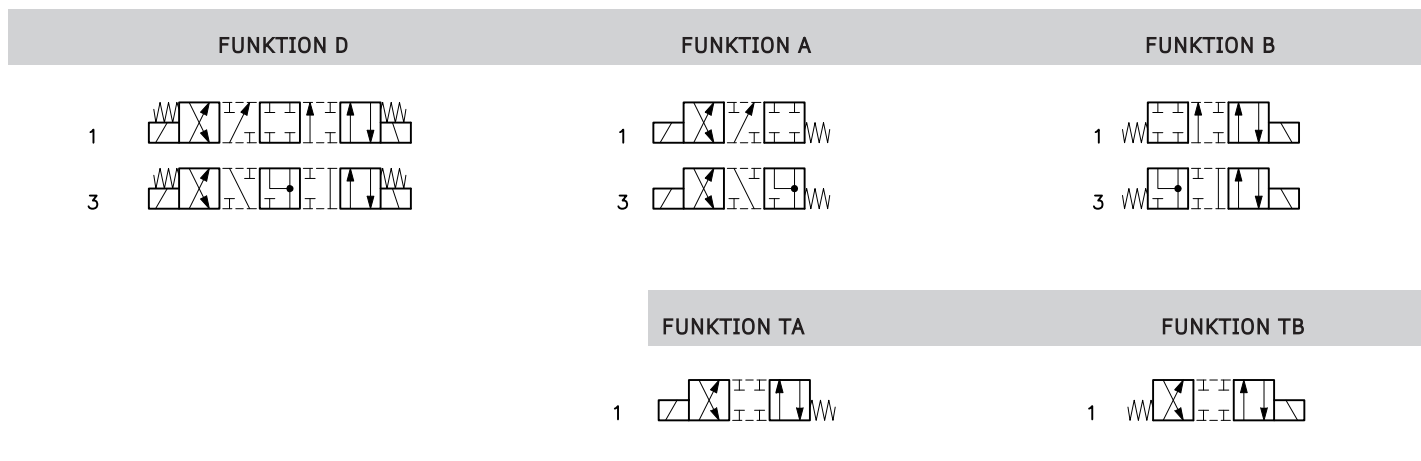 FUNKTION D FUNKTION A FUNKTION B
1 1 1
3 3 3
FUNKTION TA FUNKTION TB
1 1